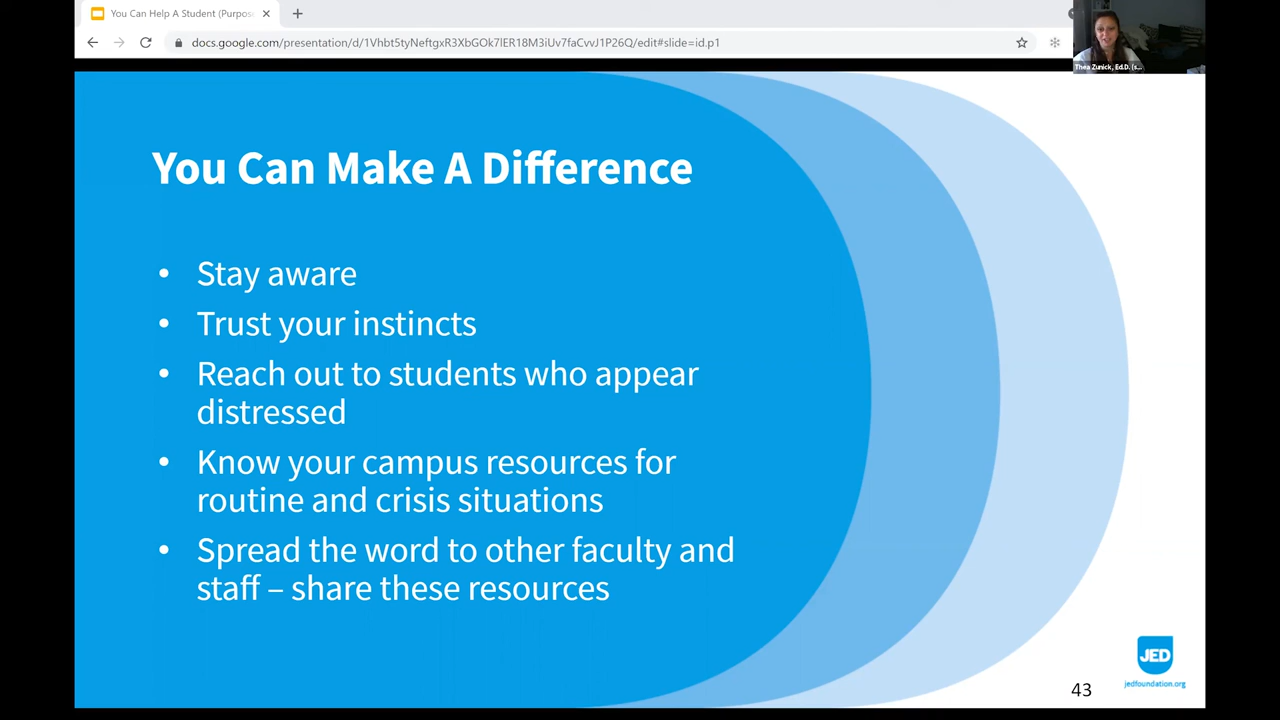 You Can Help A Student (Purpos
docs.google.com/presentation/d/1Vhbt5tyNeftgxR3XbGOk7lER18M3iUv7faCvvJ1P26Q/edit#slide=id.p1
Thea Zunick, Ed.D. (s...
You Can Make A Difference
• Stay aware
• Trust your instincts
• Reach out to students who appear
distressed
• Know your campus resources for
routine and crisis situations
• Spread the word to other faculty and
staff – share these resources
JED
jedfoundation.org
43